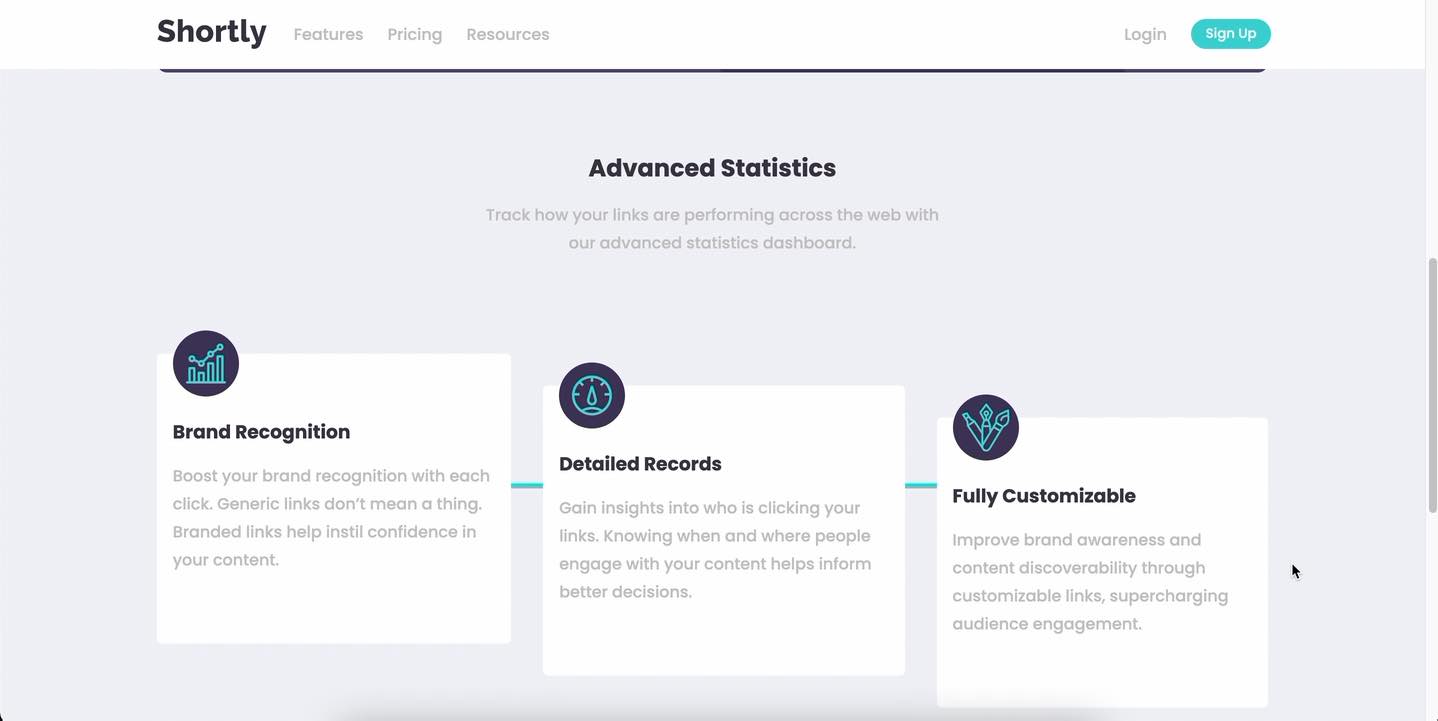 Shortly Features Pricing Resources Login Sign Up
Advanced Statistics
Track how your links are performing across the web with
our advanced statistics dashboard.
Brand Recognition
Boost your brand recognition with each
click. Generic links don’t mean a thing.
Branded links help instil confidence in
your content.
Detailed Records
Gain insights into who is clicking your
links. Knowing when and where people
engage with your content helps inform
better decisions.
Fully Customizable
Improve brand awareness and
content discoverability through
customizable links, supercharging
audience engagement.